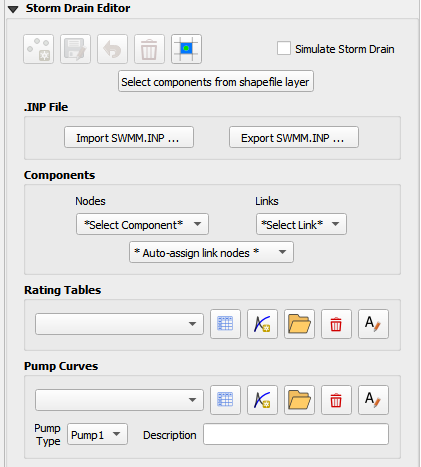 Storm Drain Editor
Simulate Storm Drain
Select components from shapefile layer
.INP File
Import SWMM.INP ...
Export SWMM.INP ...
Components
Nodes Links
*Select Component* *Select Link*
* Auto-assign link nodes *
Rating Tables
A
Pump Curves
A
Pump Type Pump1 Description